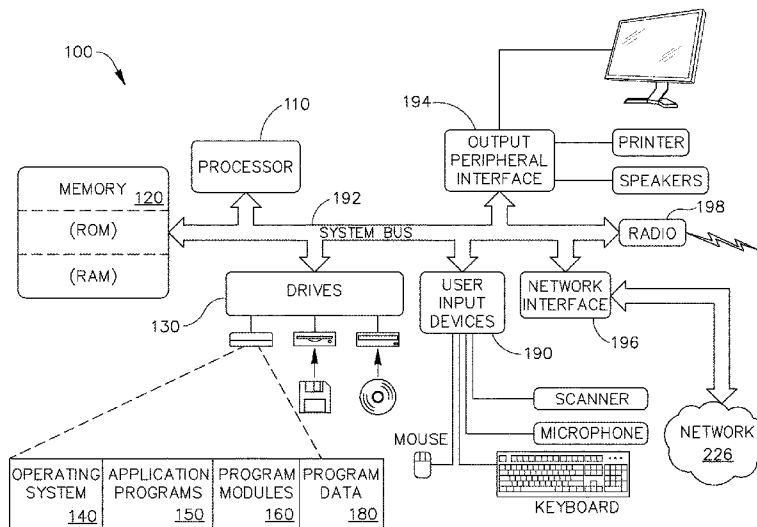 100
110
PROCESSOR
194
OUTPUT
PERIPHERAL
INTERFACE
PRINTER
SPEAKERS
MEMORY 120
(ROM)
(RAM)
192
SYSTEM BUS
198
RADIO
DRIVES
130
USER
INPUT
DEVICES
190
NETWORK
INTERFACE
196
SCANNER
MICROPHONE
MOUSE
KEYBOARD
NETWORK
226
OPERATING
SYSTEM
140
APPLICATION
PROGRAMS
150
PROGRAM
MODULES
160
PROGRAM
DATA
180